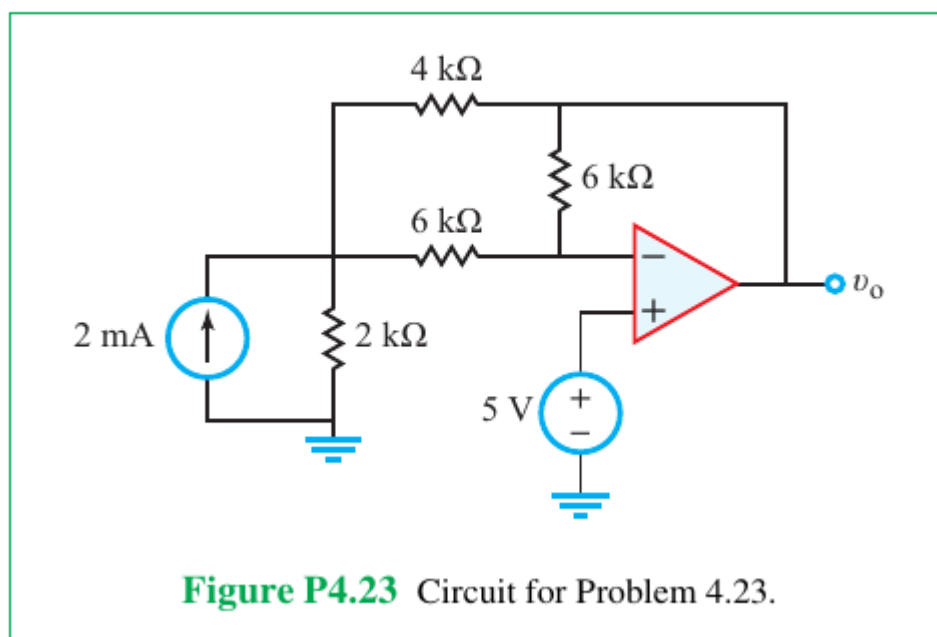 4 kΩ
6 kΩ
6 kΩ
−
+
υo
2 mA
2 kΩ
5 V
+
−
Figure P4.23 Circuit for Problem 4.23.